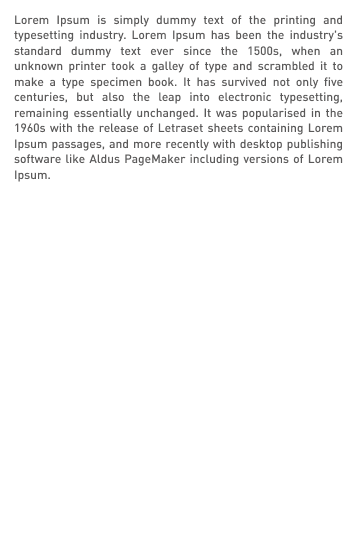 Lorem Ipsum is simply dummy text of the printing and
typesetting industry. Lorem Ipsum has been the industry's
standard dummy text ever since the 1500s, when an
unknown printer took a galley of type and scrambled it to
make a type specimen book. It has survived not only five
centuries, but also the leap into electronic typesetting,
remaining essentially unchanged. It was popularised in the
1960s with the release of Letraset sheets containing Lorem
Ipsum passages, and more recently with desktop publishing
software like Aldus PageMaker including versions of Lorem
Ipsum.